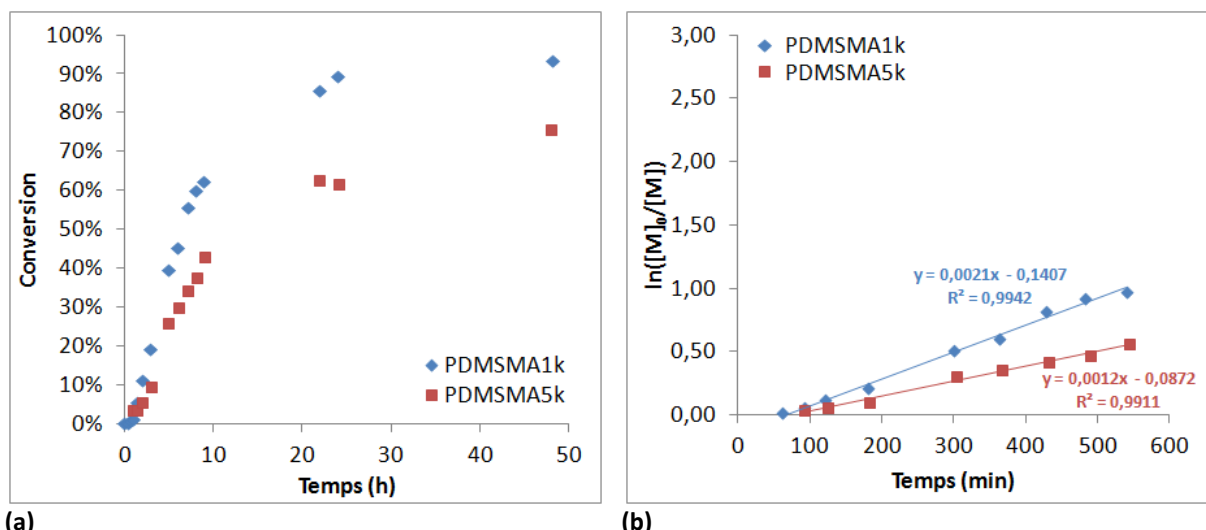 100%
90%
80%
70%
60%
50%
40%
30%
20%
10%
0%
Conversion
PDMSMA1k
PDMSMA5k
0 10 20 30 40 50
Temps (h)
(a)
3,00
2,50
2,00
1,50
1,00
0,50
0,00
ln([M]₀/[M])
PDMSMA1k
PDMSMA5k
y = 0,0021x - 0,1407
R² = 0,9942
y = 0,0012x - 0,0872
R² = 0,9911
0 100 200 300 400 500 600
Temps (min)
(b)